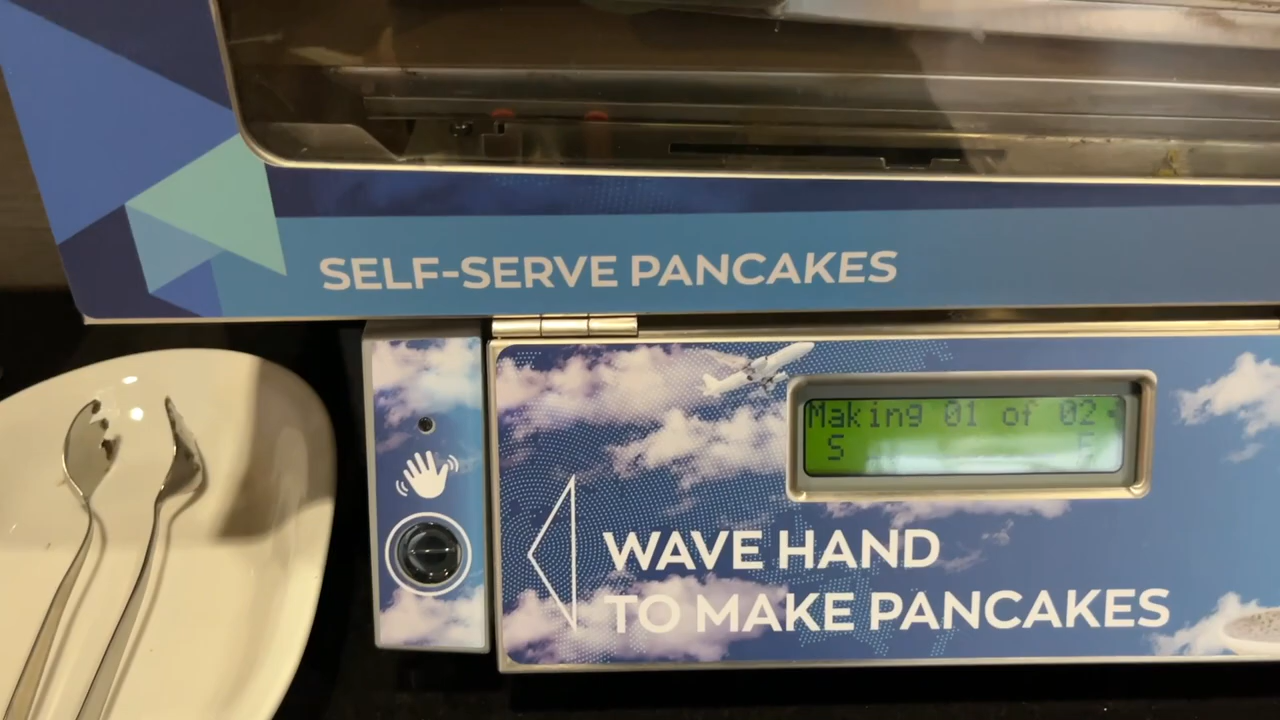 SELF-SERVE PANCAKES
Making 01 of 02
S F
WAVE HAND
TO MAKE PANCAKES